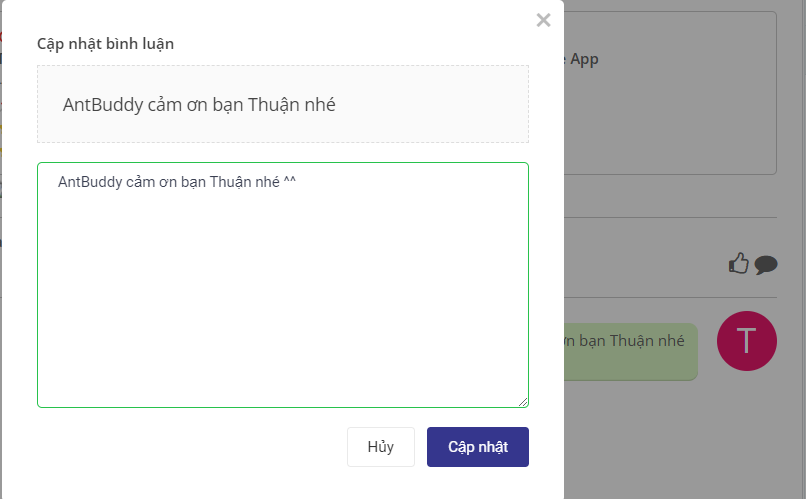 Cập nhật bình luận
e App
AntBuddy cảm ơn bạn Thuận nhé
AntBuddy cảm ơn bạn Thuận nhé ^^
ơn bạn Thuận nhé
T
Hủy
Cập nhật